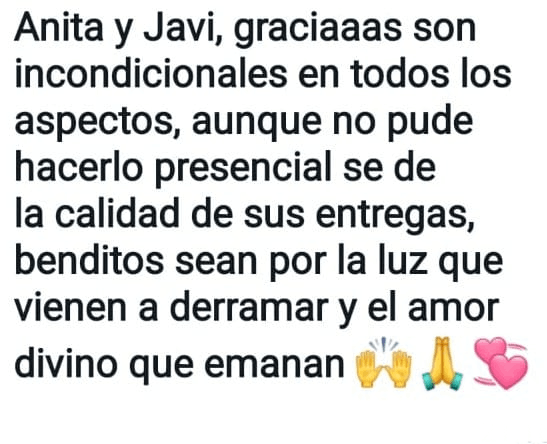 Anita y Javi, graciaaas son
incondicionales en todos los
aspectos, aunque no pude
hacerlo presencial se de
la calidad de sus entregas,
benditos sean por la luz que
vienen a derramar y el amor
divino que emanan 🙌🙏💞